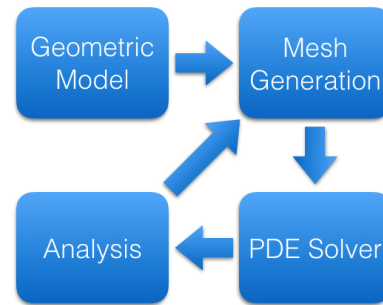 Geometric
Model
Mesh
Generation
Analysis
PDE Solver